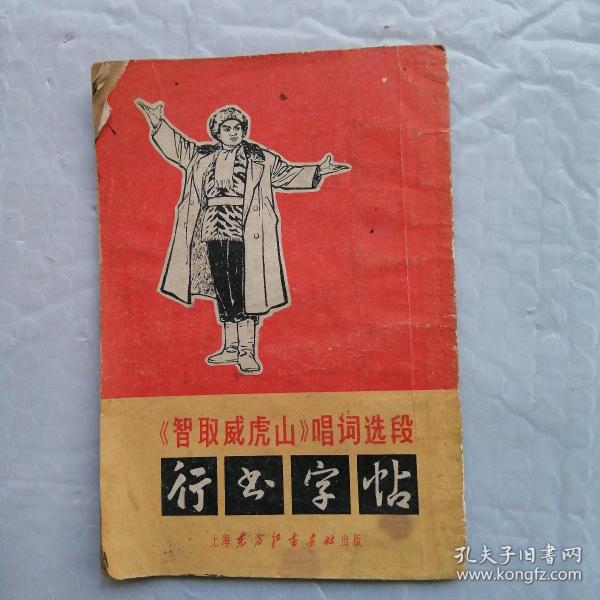 《智取威虎山》唱词选段
行书字帖
上海东方红书画社出版
孔夫子旧书网
www.kongfz.com